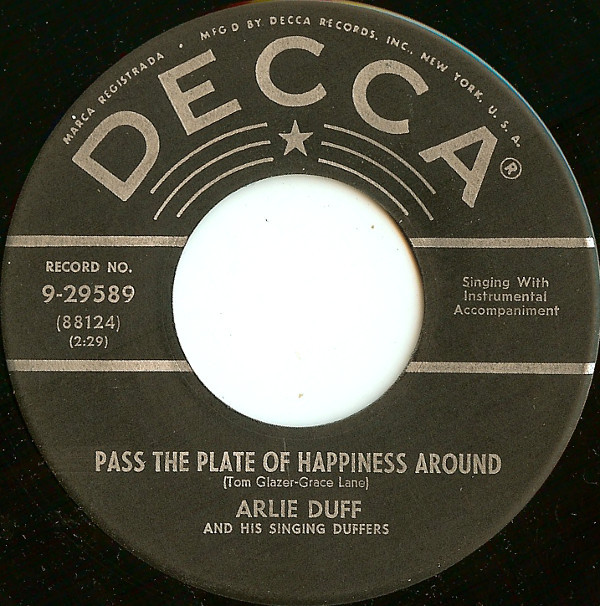 MARCA REGISTRADA • MFG'D BY DECCA RECORDS, INC., NEW YORK, U. S. A.
DECCA®
RECORD NO.
9-29589
(88124)
(2:29)
Singing With
Instrumental
Accompaniment
PASS THE PLATE OF HAPPINESS AROUND
(Tom Glazer-Grace Lane)
ARLIE DUFF
AND HIS SINGING DUFFERS